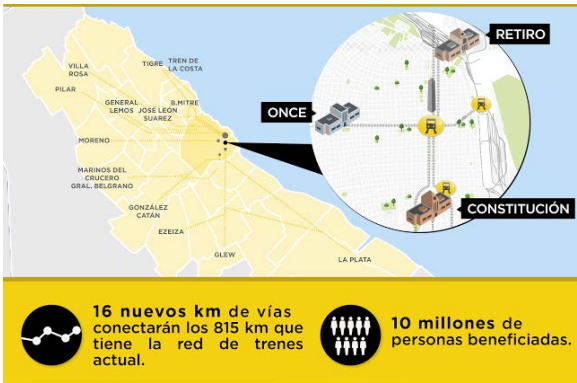 RETIRO
VILLA
ROSA
TIGRE
TREN DE
LA COSTA
PILAR
GENERAL
LEMOS
JOSÉ LEÓN
SUAREZ
B.MITRE
ONCE
MORENO
MARINOS DEL
CRUCERO
GRAL. BELGRANO
CONSTITUCIÓN
GONZÁLEZ
CATÁN
EZEIZA
GLEW
LA PLATA
16 nuevos km de vías
conectarán los 815 km que
tiene la red de trenes
actual.
10 millones de
personas beneficiadas.